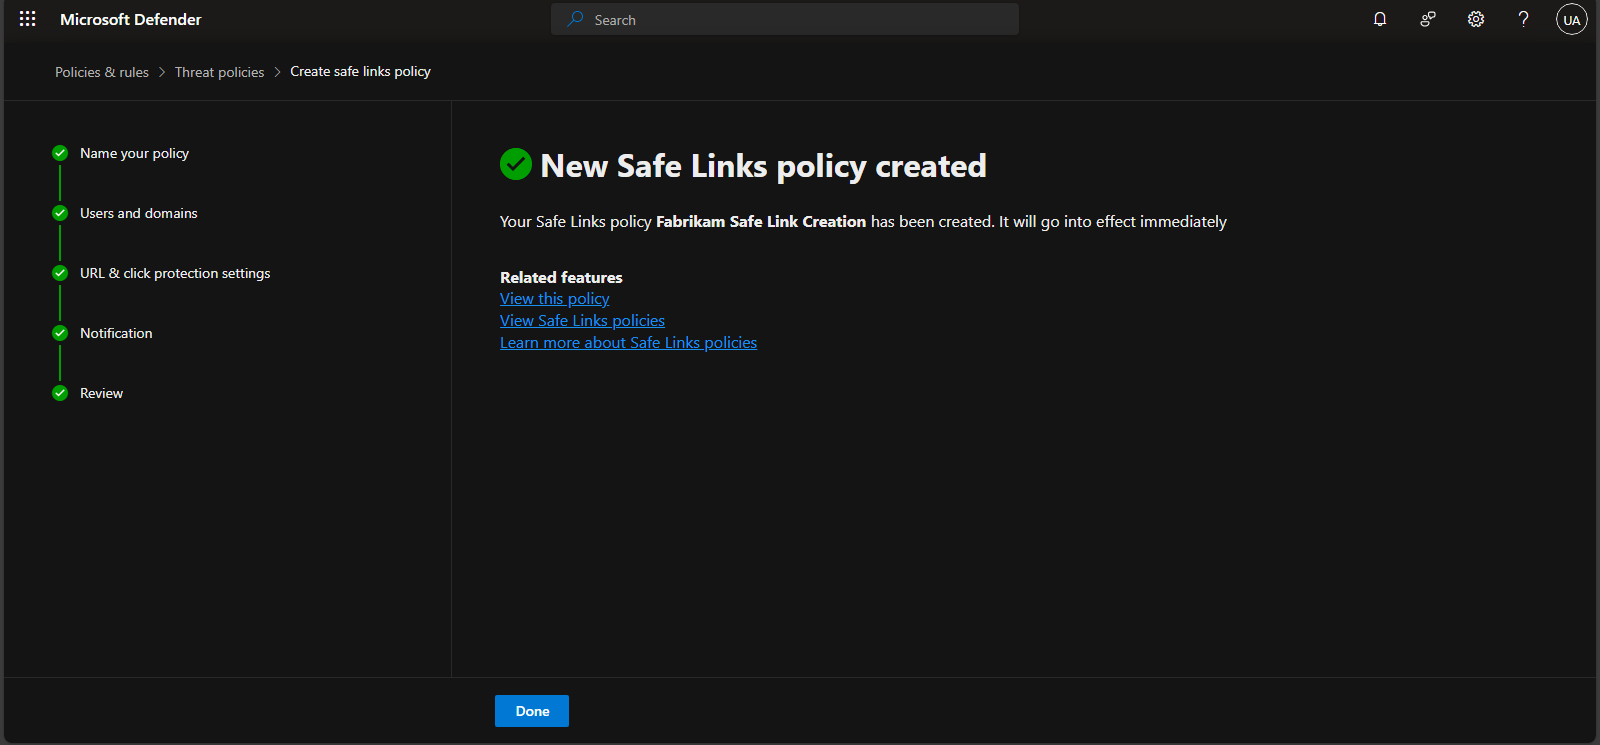 Microsoft Defender
Search
UA
Policies & rules > Threat policies > Create safe links policy
Name your policy
Users and domains
URL & click protection settings
Notification
Review
New Safe Links policy created
Your Safe Links policy Fabrikam Safe Link Creation has been created. It will go into effect immediately
Related features
View this policy
View Safe Links policies
Learn more about Safe Links policies
Done